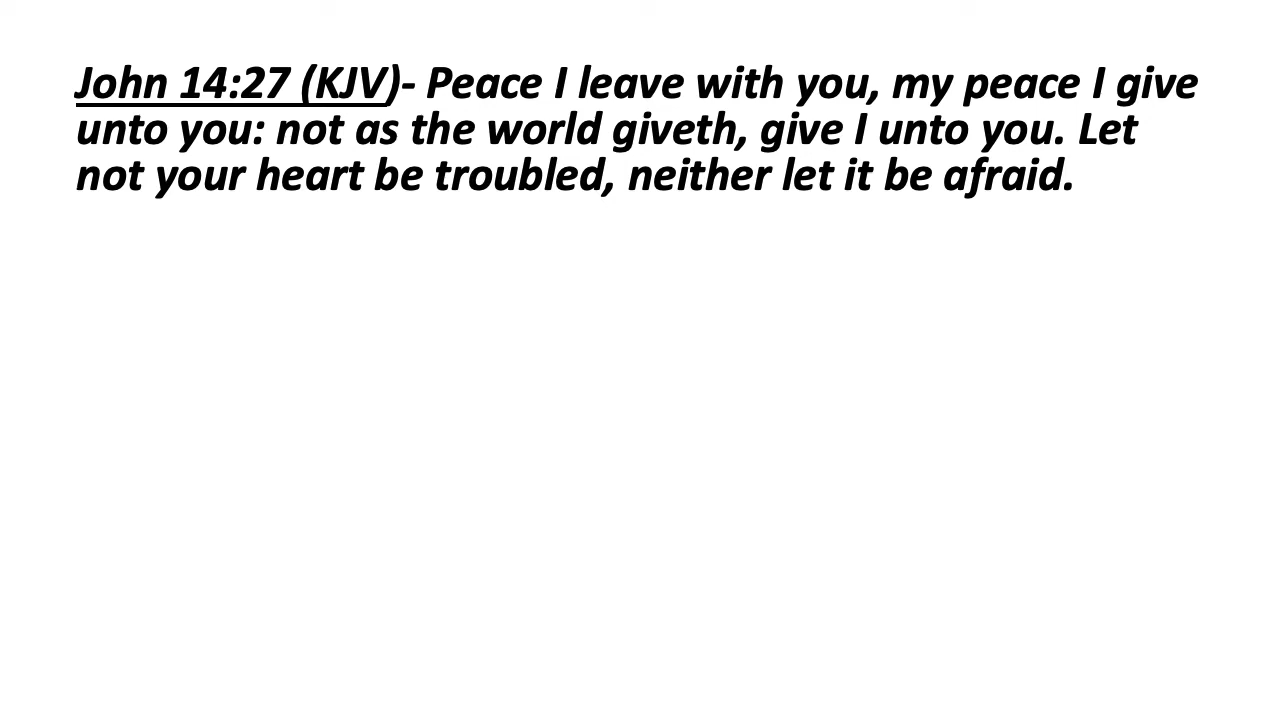 John 14:27 (KJV)- Peace I leave with you, my peace I give
unto you: not as the world giveth, give I unto you. Let
not your heart be troubled, neither let it be afraid.